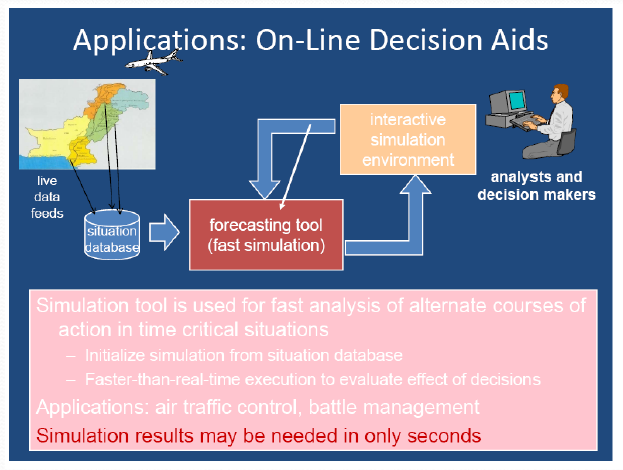 Applications: On-Line Decision Aids
interactive
simulation
environment
analysts and
decision makers
live
data
feeds
situation
database
forecasting tool
(fast simulation)
Simulation tool is used for fast analysis of alternate courses of
action in time critical situations
– Initialize simulation from situation database
– Faster-than-real-time execution to evaluate effect of decisions
Applications: air traffic control, battle management
Simulation results may be needed in only seconds